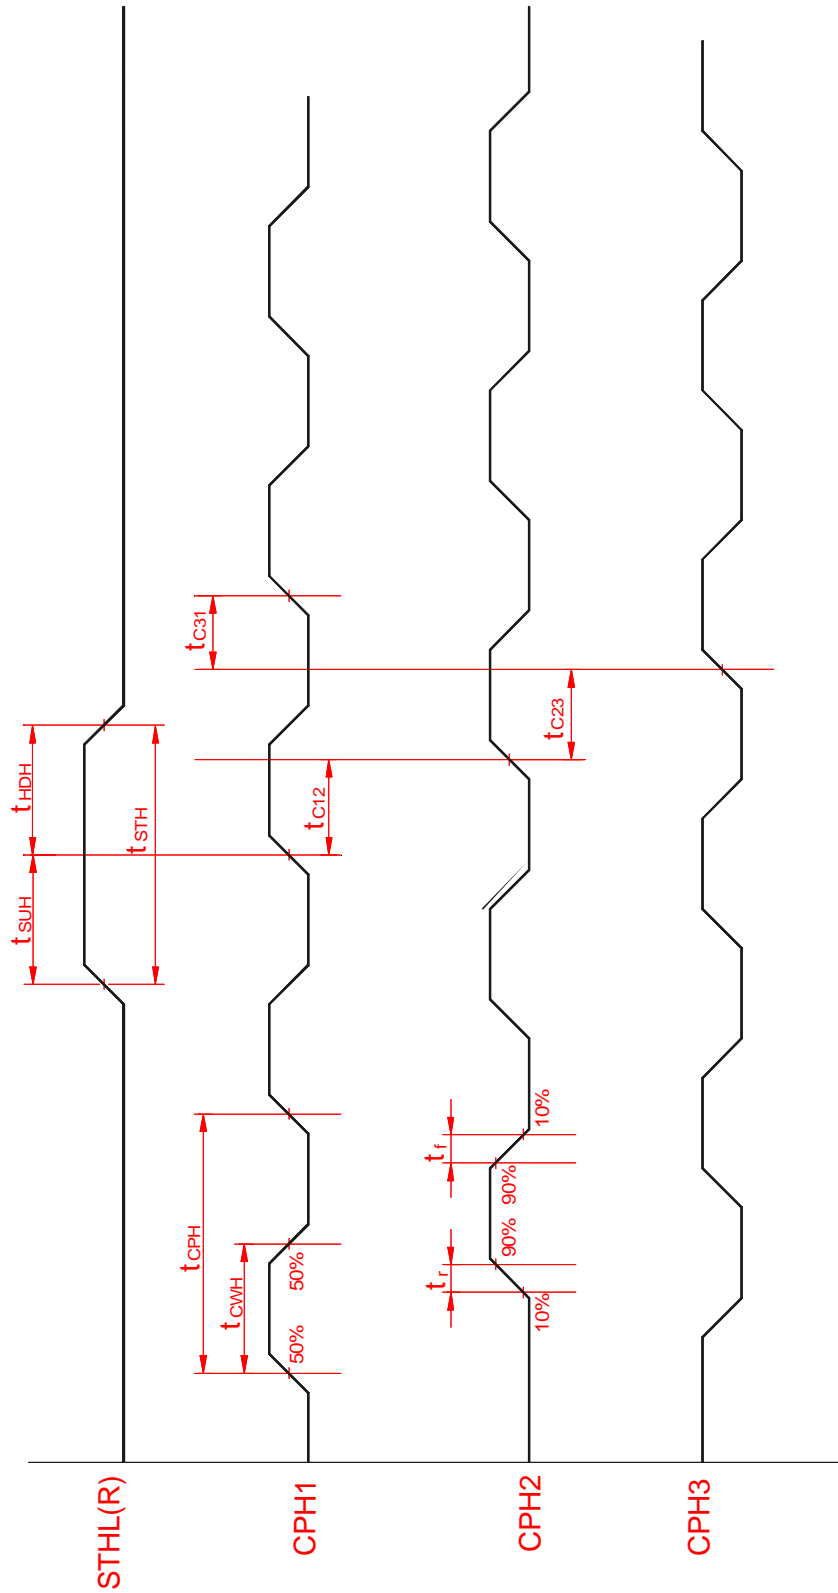 STHL(R)
tSUH
tHDH
tSTH
CPH1
tCPH
tCWH
50%
50%
tC12
tC31
CPH2
tr
tf
10%
90%
90%
10%
tC23
CPH3